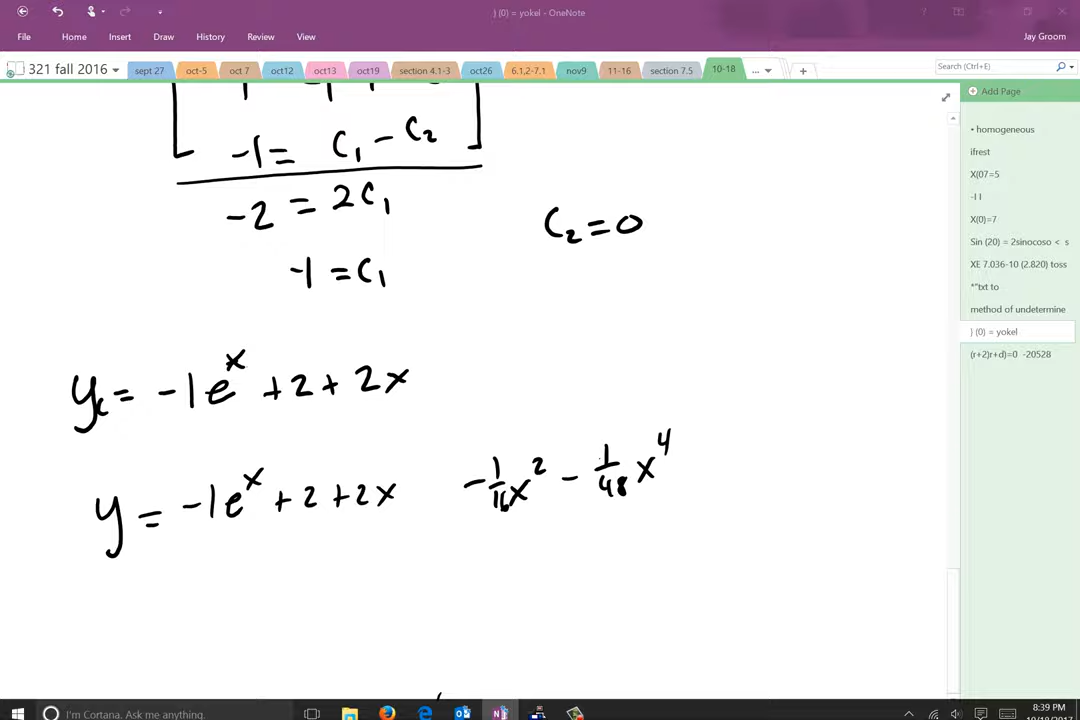 } (0) = yokel - OneNote
File Home Insert Draw History Review View
Jay Groom
321 fall 2016
sept 27 oct-5 oct 7 oct12 oct13 oct19 section 4.1-3 oct26 6.1,2-7.1 nov9 11-16 section 7.5 10-18 ...
Search (Ctrl+E)
Add Page
• homogeneous
ifrest
X(07=5
-l l
X(0)=7
Sin (20) = 2sinocoso < s
XE 7.036-10 (2.820) toss
*"txt to
method of undetermine
} (0) = yokel
(r+2)r+d)=0 -20528
-1 = C₁ - C₂
-2 = 2C₁
C₂ = 0
-1 = C₁
y_c = -1e^x + 2 + 2x
y = -1e^x + 2 + 2x - 1/16 x^2 - 1/48 x^4
I'm Cortana. Ask me anything.
8:39 PM
10/18/2017